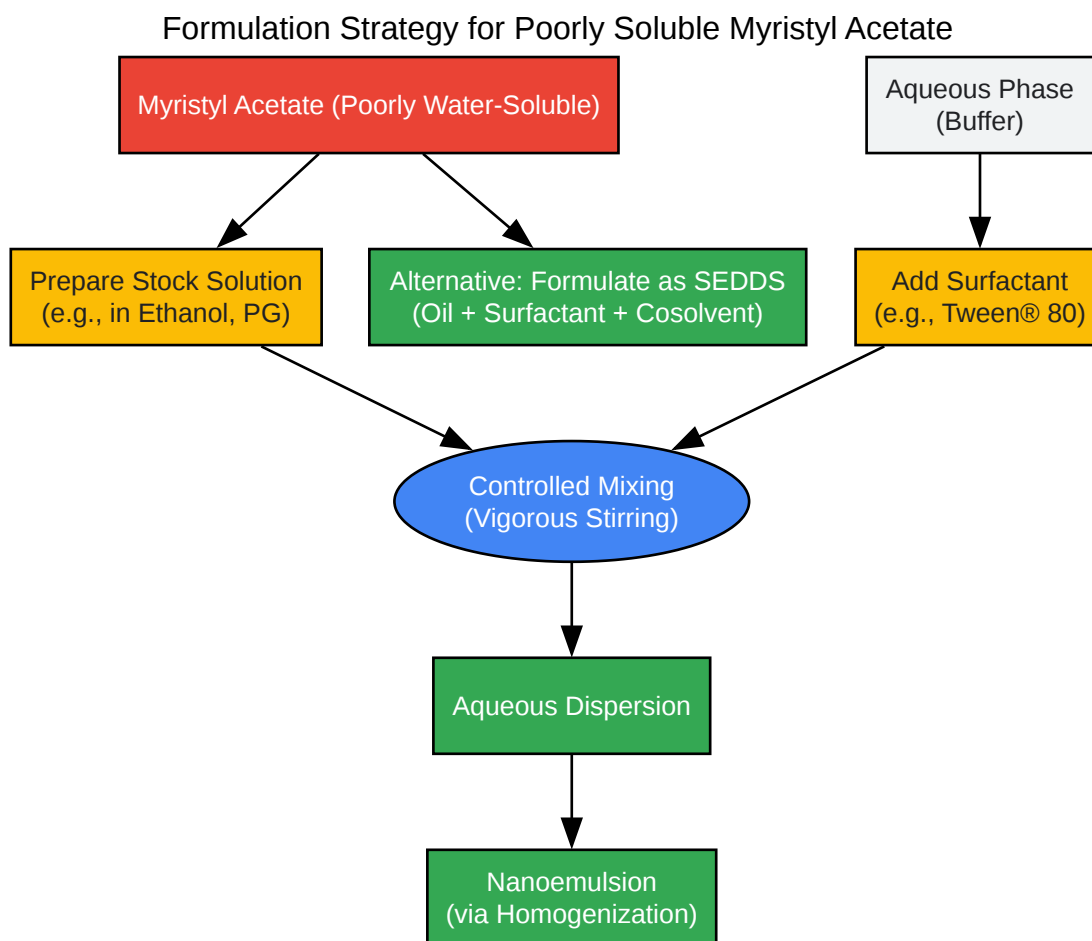 Formulation Strategy for Poorly Soluble Myristyl Acetate
Myristyl Acetate (Poorly Water-Soluble)
Aqueous Phase
(Buffer)
Prepare Stock Solution
(e.g., in Ethanol, PG)
Alternative: Formulate as SEDDS
(Oil + Surfactant + Cosolvent)
Add Surfactant
(e.g., Tween® 80)
Controlled Mixing
(Vigorous Stirring)
Aqueous Dispersion
Nanoemulsion
(via Homogenization)